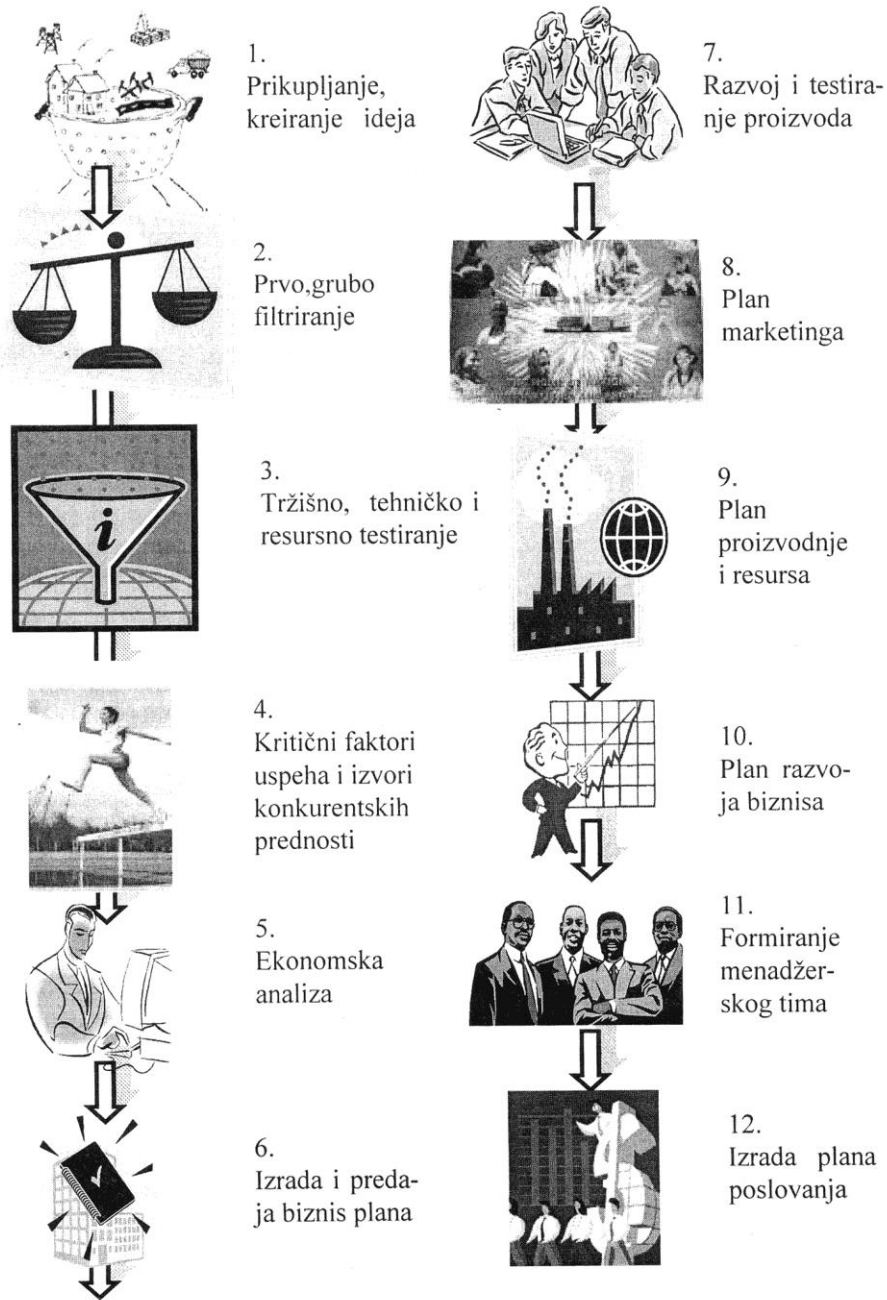 1.
Prikupljanje,
kreiranje ideja
2.
Prvo,grubo
filtriranje
i
3.
Tržišno, tehničko i
resursno testiranje
4.
Kritični faktori
uspeha i izvori
konkurentskih
prednosti
5.
Ekonomska
analiza
6.
Izrada i preda-
ja biznis plana
7.
Razvoj i testira-
nje proizvoda
8.
Plan
marketinga
9.
Plan
proizvodnje
i resursa
10.
Plan razvo-
ja biznisa
11.
Formiranje
menadžer-
skog tima
12.
Izrada plana
poslovanja